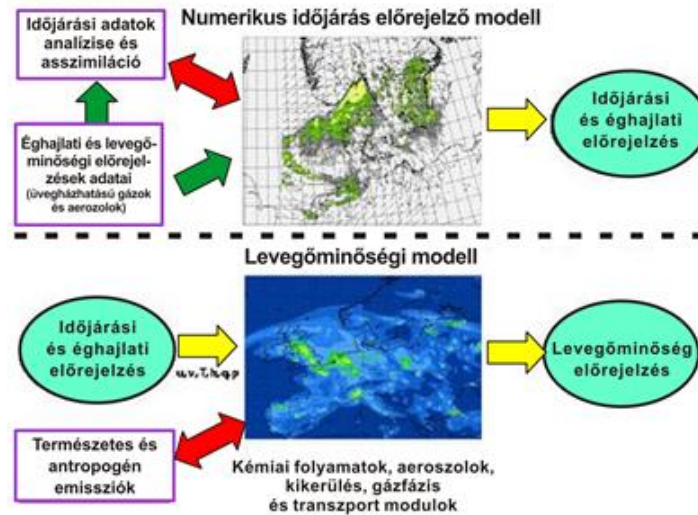 Numerikus időjárás előrejelző modell
Időjárási adatok
analízise és
asszimiláció
Éghajlati és levegő-
minőségi előrejel-
zések adatai
(üvegházhatású gázok
és aerozolok)
Időjárási
és éghajlati
előrejelzés
Levegőminőségi modell
Időjárási
és éghajlati
előrejelzés
u,v,T,h,q,p
Levegőminőség
előrejelzés
Természetes és
antropogén
emissziók
Kémiai folyamatok, aeroszolok,
kikerülés, gázfázis
és transzport modulok